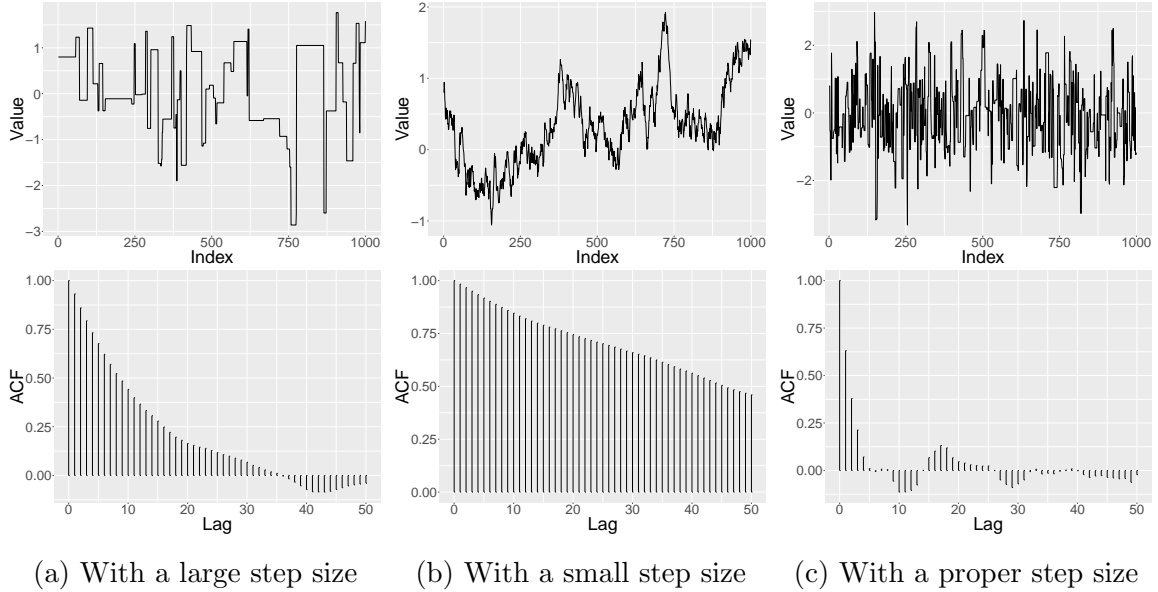 1
0
−1
−2
−3
Value
0 250 500 750 1000
Index
2
1
0
−1
Value
0 250 500 750 1000
Index
2
0
−2
Value
0 250 500 750 1000
Index
1.00
0.75
0.50
0.25
0.00
ACF
0 10 20 30 40 50
Lag
1.00
0.75
0.50
0.25
0.00
ACF
0 10 20 30 40 50
Lag
1.00
0.75
0.50
0.25
0.00
ACF
0 10 20 30 40 50
Lag
(a) With a large step size
(b) With a small step size
(c) With a proper step size